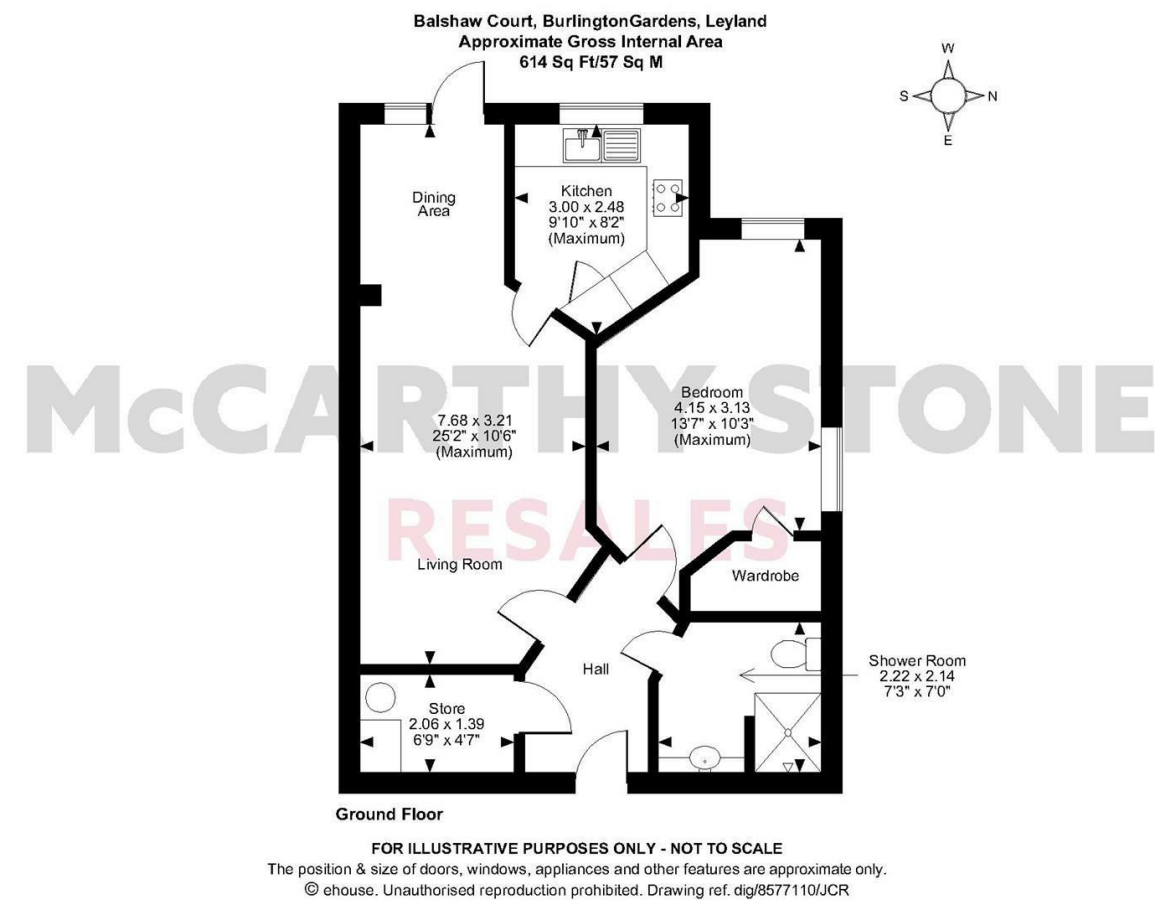 Balshaw Court, BurlingtonGardens, Leyland
Approximate Gross Internal Area
614 Sq Ft/57 Sq M
W
S
N
E
Dining
Area
Kitchen
3.00 x 2.48
9'10" x 8'2"
(Maximum)
McCARTHY STONE
RESALES
7.68 x 3.21
25'2" x 10'6"
(Maximum)
Bedroom
4.15 x 3.13
13'7" x 10'3"
(Maximum)
Living Room
Wardrobe
Hall
Shower Room
2.22 x 2.14
7'3" x 7'0"
Store
2.06 x 1.39
6'9" x 4'7"
Ground Floor
FOR ILLUSTRATIVE PURPOSES ONLY - NOT TO SCALE
The position & size of doors, windows, appliances and other features are approximate only.
© ehouse. Unauthorised reproduction prohibited. Drawing ref. dig/8577110/JCR